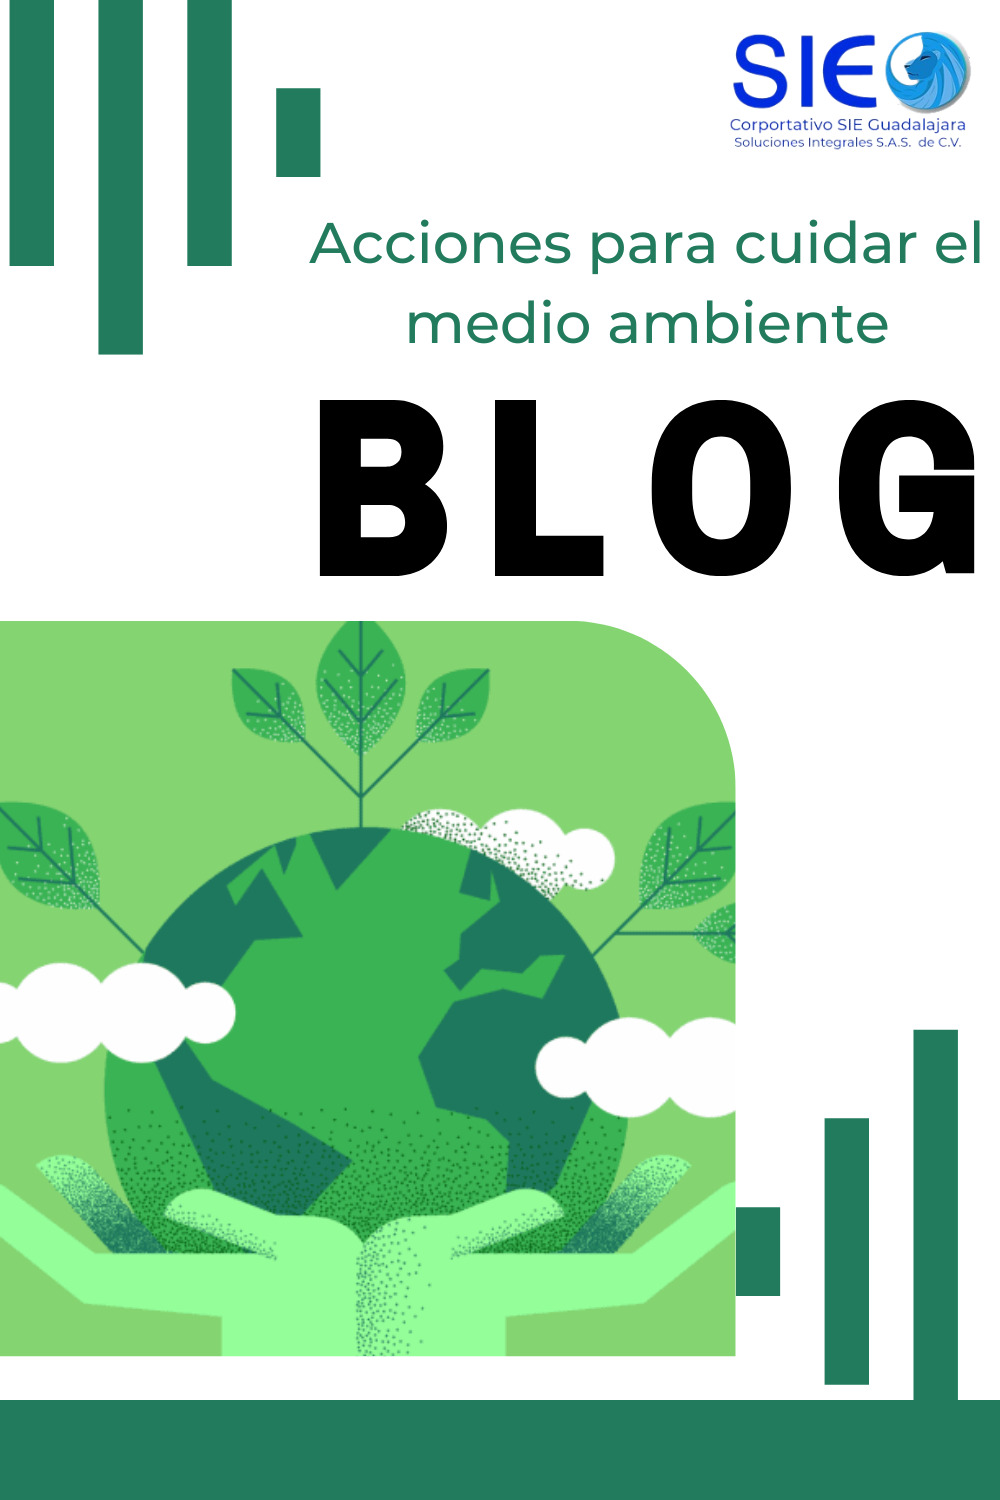 SIE
Corportativo SIE Guadalajara
Soluciones Integrales S.A.S. de C.V.
Acciones para cuidar el
medio ambiente
BLOG